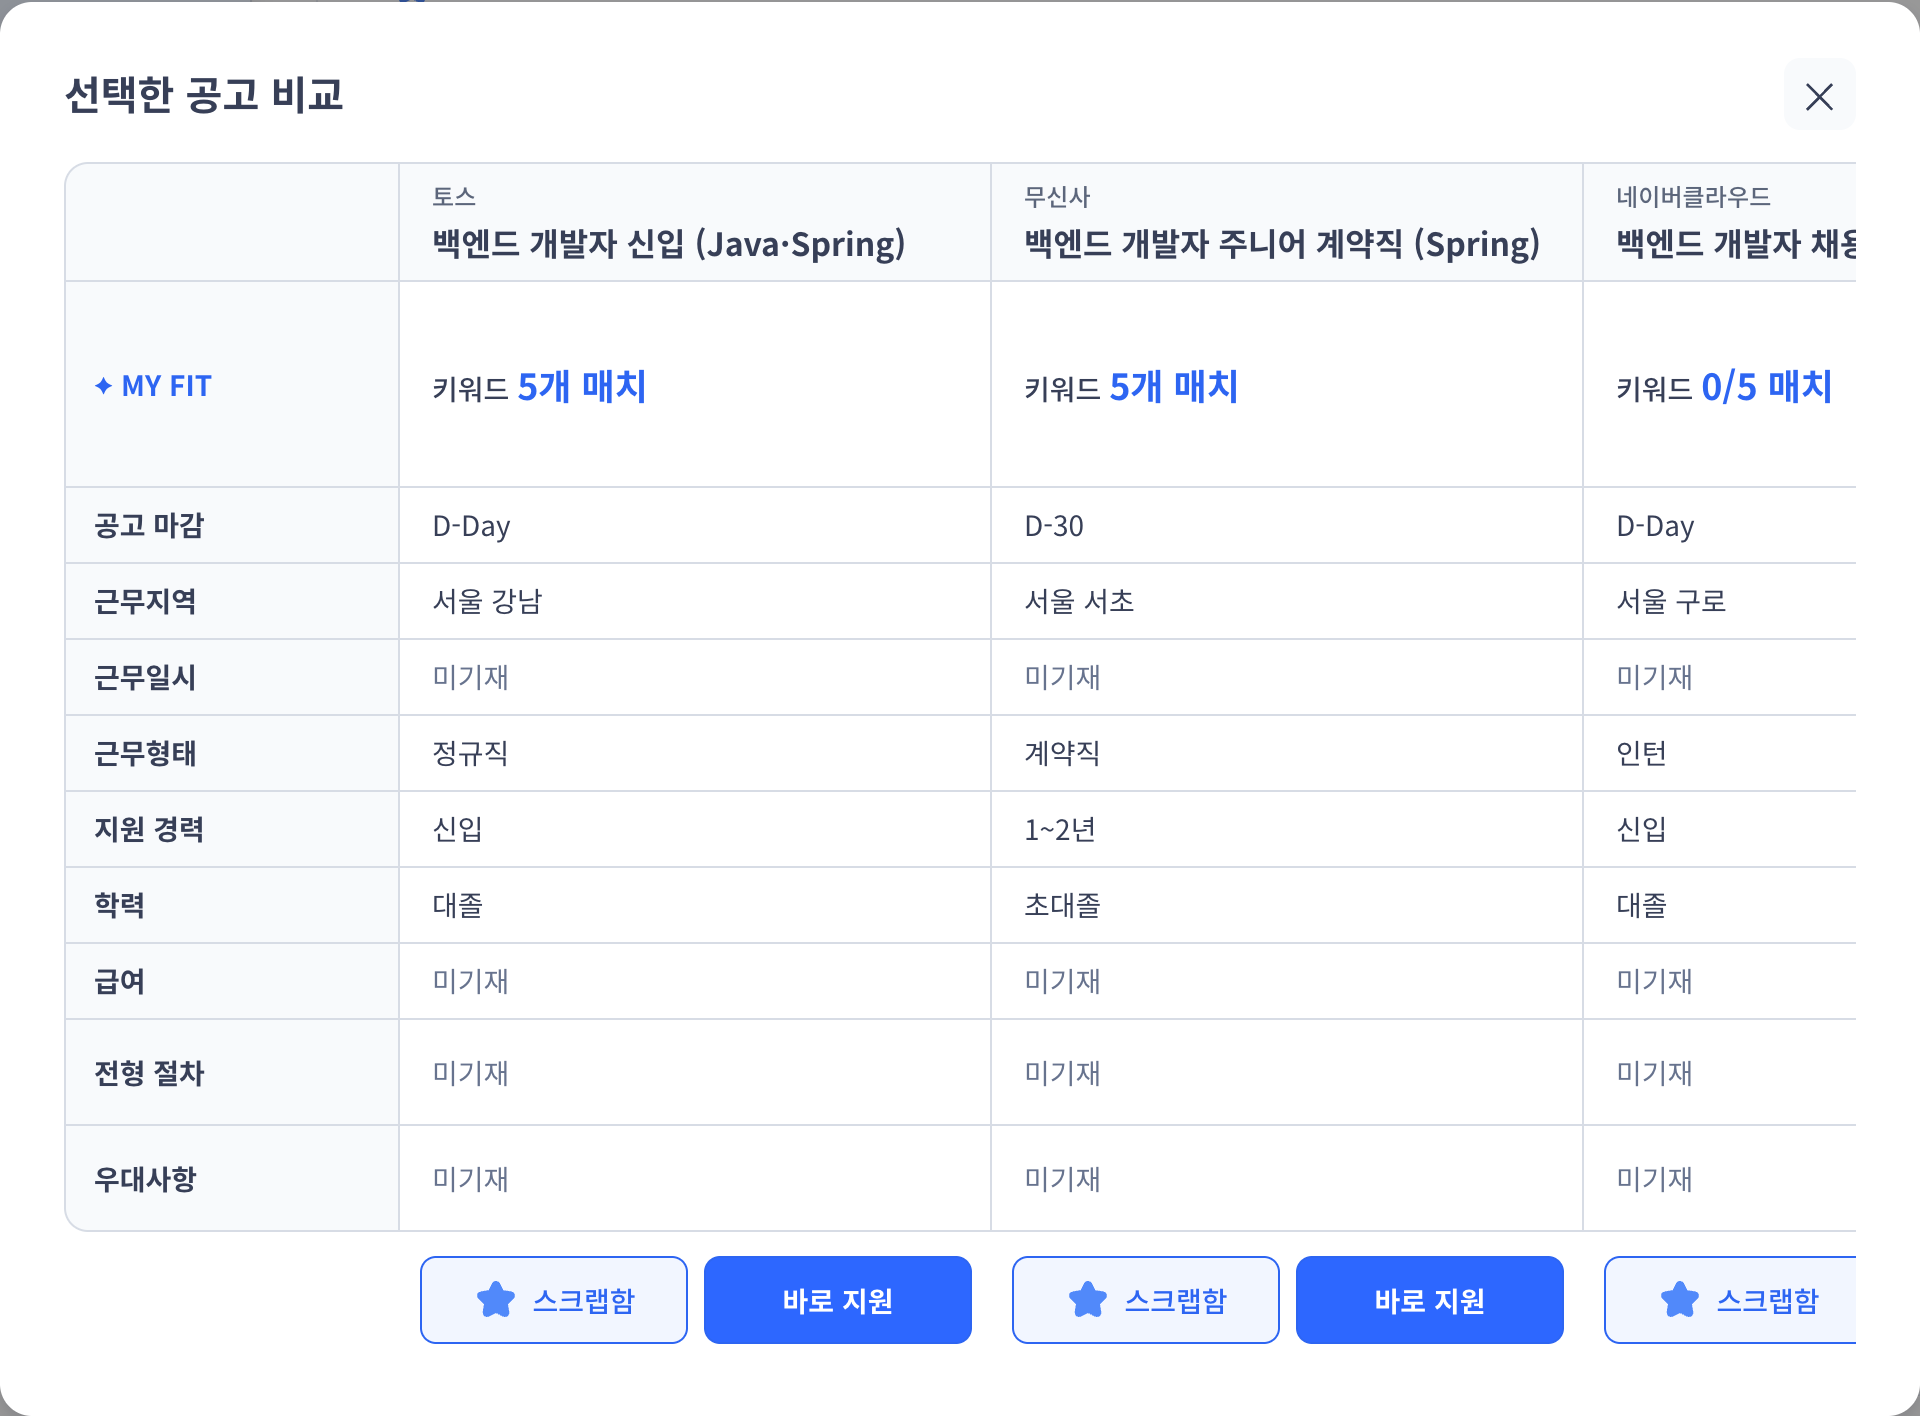 선택한 공고 비교
토스
백엔드 개발자 신입 (Java·Spring)
무신사
백엔드 개발자 주니어 계약직 (Spring)
네이버클라우드
백엔드 개발자
✦ MY FIT
키워드 5개 매치
키워드 5개 매치
키워드 0/5 매치
공고 마감
D-Day
D-30
D-Day
근무지역
서울 강남
서울 서초
서울 구로
근무일시
미기재
미기재
미기재
근무형태
정규직
계약직
인턴
지원 경력
신입
1~2년
신입
학력
대졸
초대졸
대졸
급여
미기재
미기재
미기재
전형 절차
미기재
미기재
미기재
우대사항
미기재
미기재
미기재
스크랩함
바로 지원
스크랩함
바로 지원
스크랩함